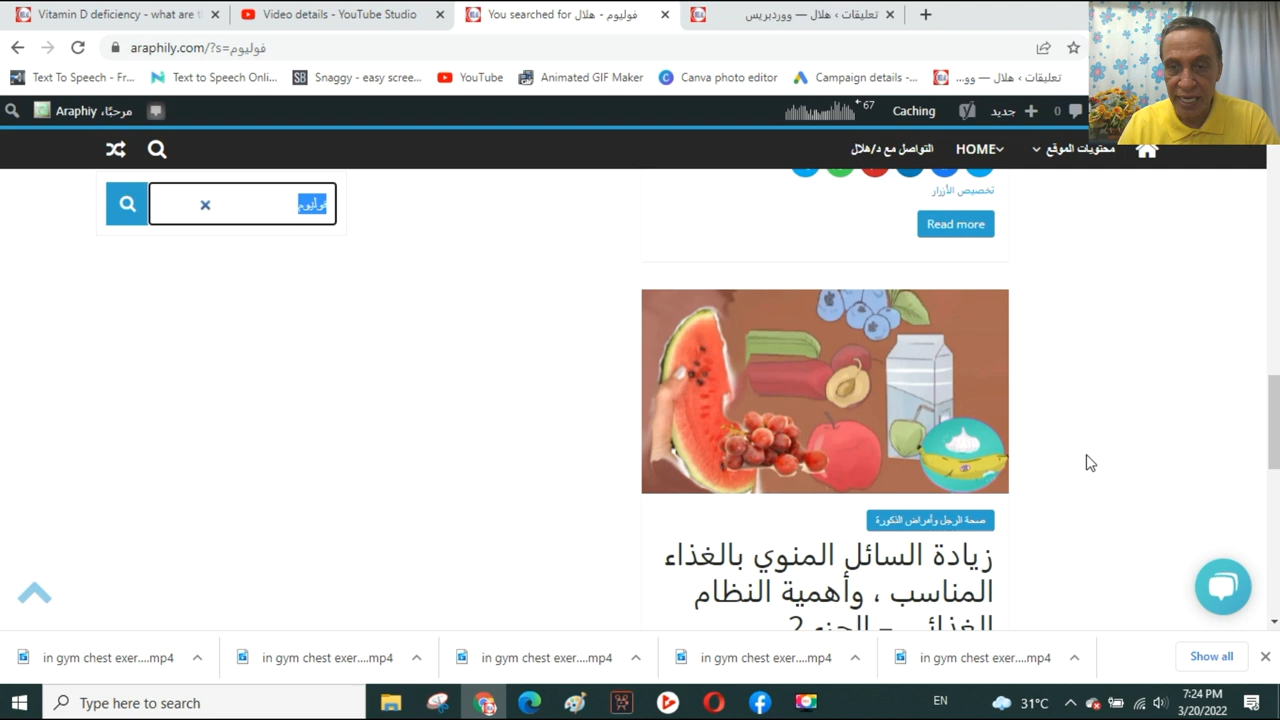 Vitamin D deficiency - what are t
Video details - YouTube Studio
You searched for فوليوم - هلال
تعليقات ‹ هلال — ووردبريس
araphily.com/?s=فوليوم
Text To Speech - Fr...
Text to Speech Onli...
Snaggy - easy scree...
YouTube
Animated GIF Maker
Canva photo editor
Campaign details -...
تعليقات ‹ هلال — وو...
مرحبًا، Araphiy
67
Caching
جديد
0
التواصل مع د/هلال
HOME
محتويات الموقع
تخصيص الأزرار
Read more
صحة الرجل وأمراض الذكورة
زيادة السائل المنوي بالغذاء
المناسب ، وأهمية النظام
الغذائي – الجزء 2
in gym chest exer....mp4
in gym chest exer....mp4
in gym chest exer....mp4
in gym chest exer....mp4
in gym chest exer....mp4
Show all
Type here to search
EN
31°C
7:24 PM
3/20/2022